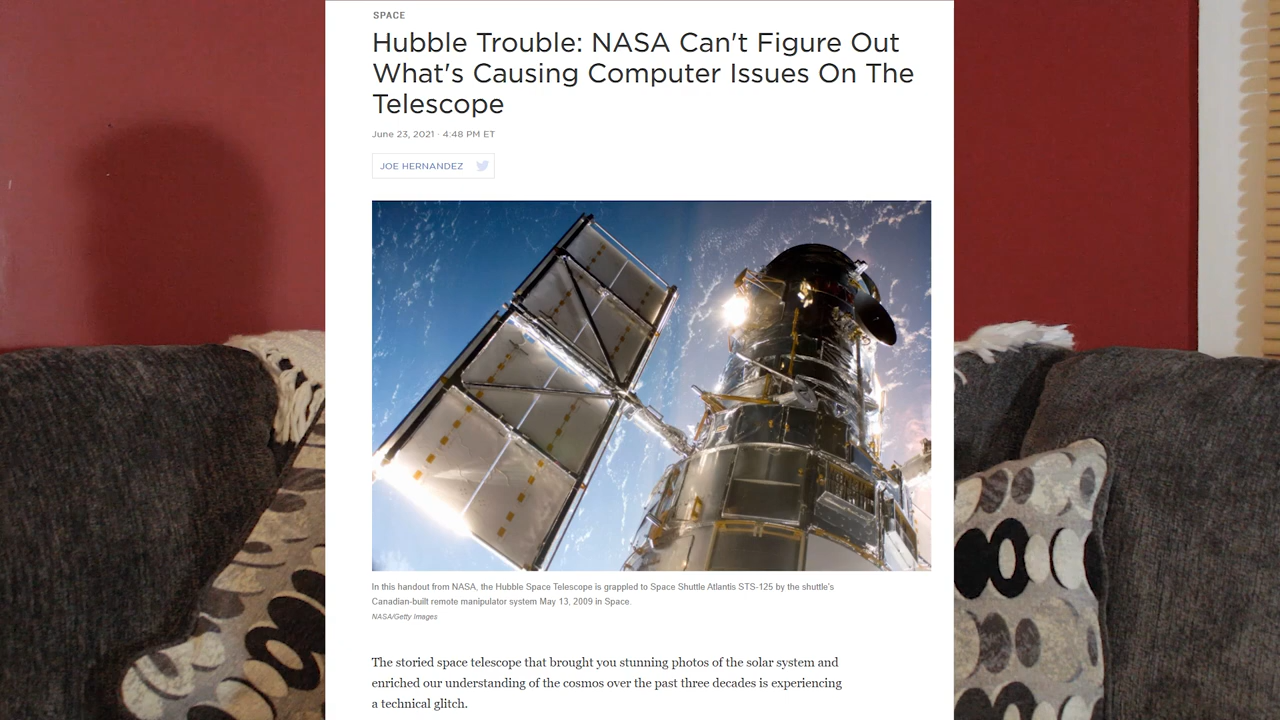 SPACE
Hubble Trouble: NASA Can't Figure Out
What's Causing Computer Issues On The
Telescope
June 23, 2021 · 4:48 PM ET
JOE HERNANDEZ
In this handout from NASA, the Hubble Space Telescope is grappled to Space Shuttle Atlantis STS-125 by the shuttle's
Canadian-built remote manipulator system May 13, 2009 in Space.
NASA/Getty Images
The storied space telescope that brought you stunning photos of the solar system and
enriched our understanding of the cosmos over the past three decades is experiencing
a technical glitch.